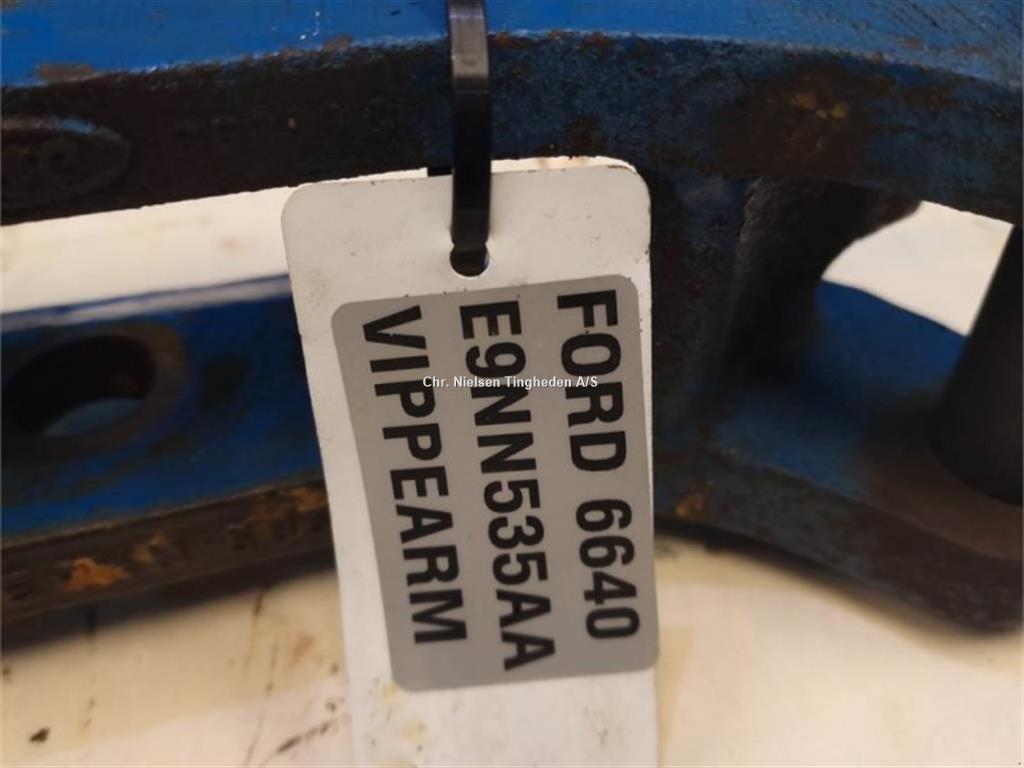 FORD 6640
E9NN535AA
VIPPEARM
Chr. Nielsen Tingheden A/S